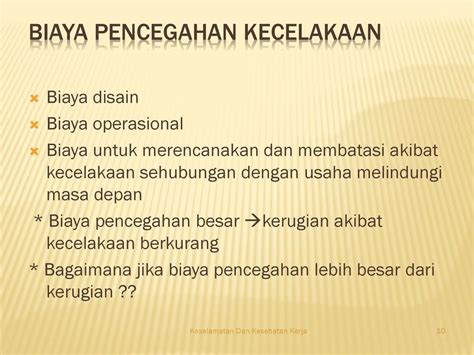 BIAYA PENCEGAHAN KECELAKAAN
Biaya disain
Biaya operasional
Biaya untuk merencanakan dan membatasi akibat
kecelakaan sehubungan dengan usaha melindungi
masa depan
* Biaya pencegahan besar →kerugian akibat
kecelakaan berkurang
* Bagaimana jika biaya pencegahan lebih besar dari
kerugian ??
Keselamatan Dan Kesehatan Kerja
10